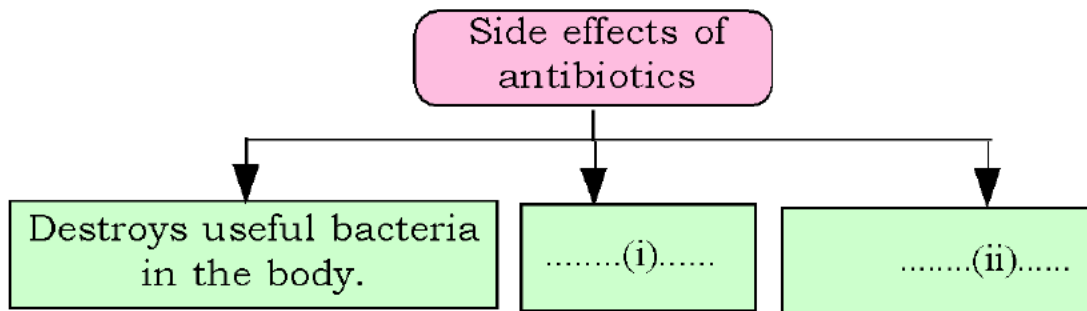 Side effects of
antibiotics
Destroys useful bacteria
in the body.
........(i)......
........(ii)......